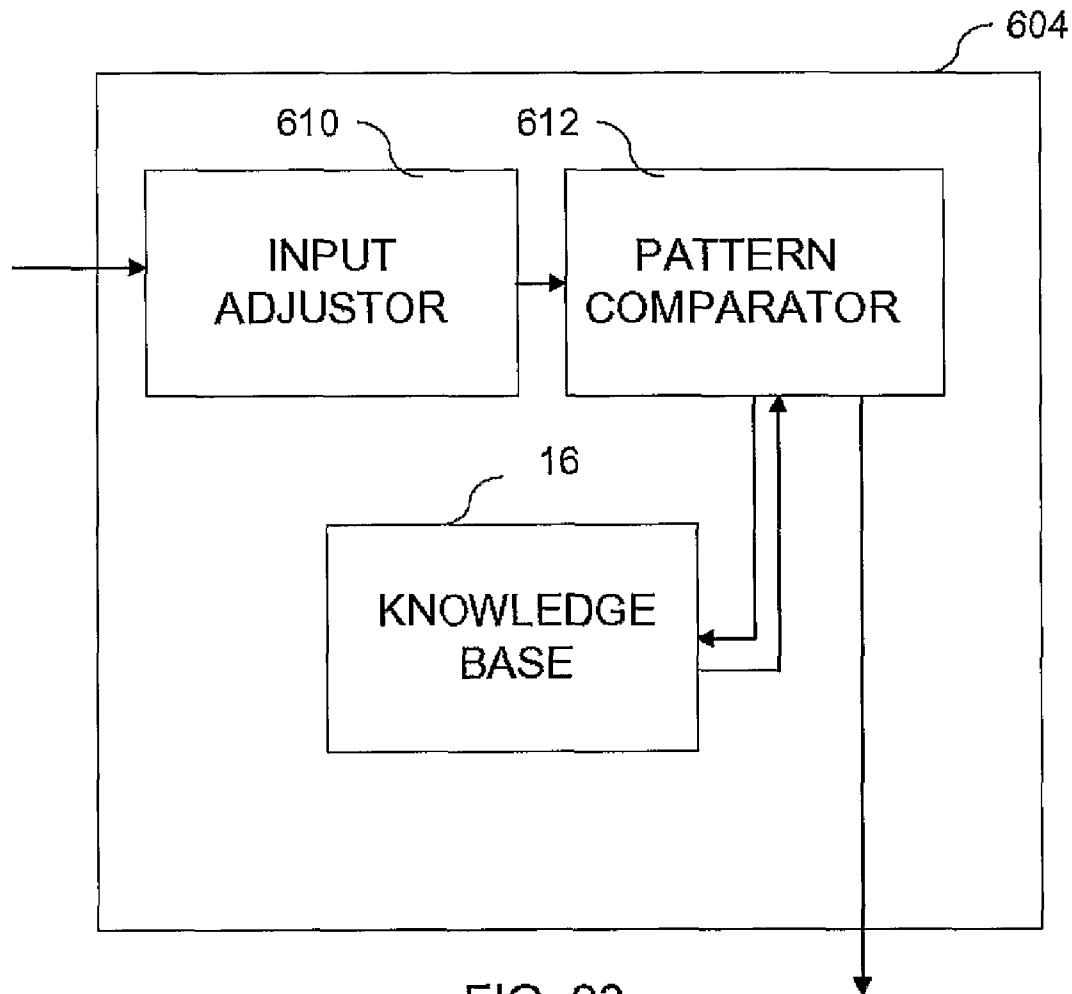 604
610
612
INPUT
ADJUSTOR
PATTERN
COMPARATOR
16
KNOWLEDGE
BASE